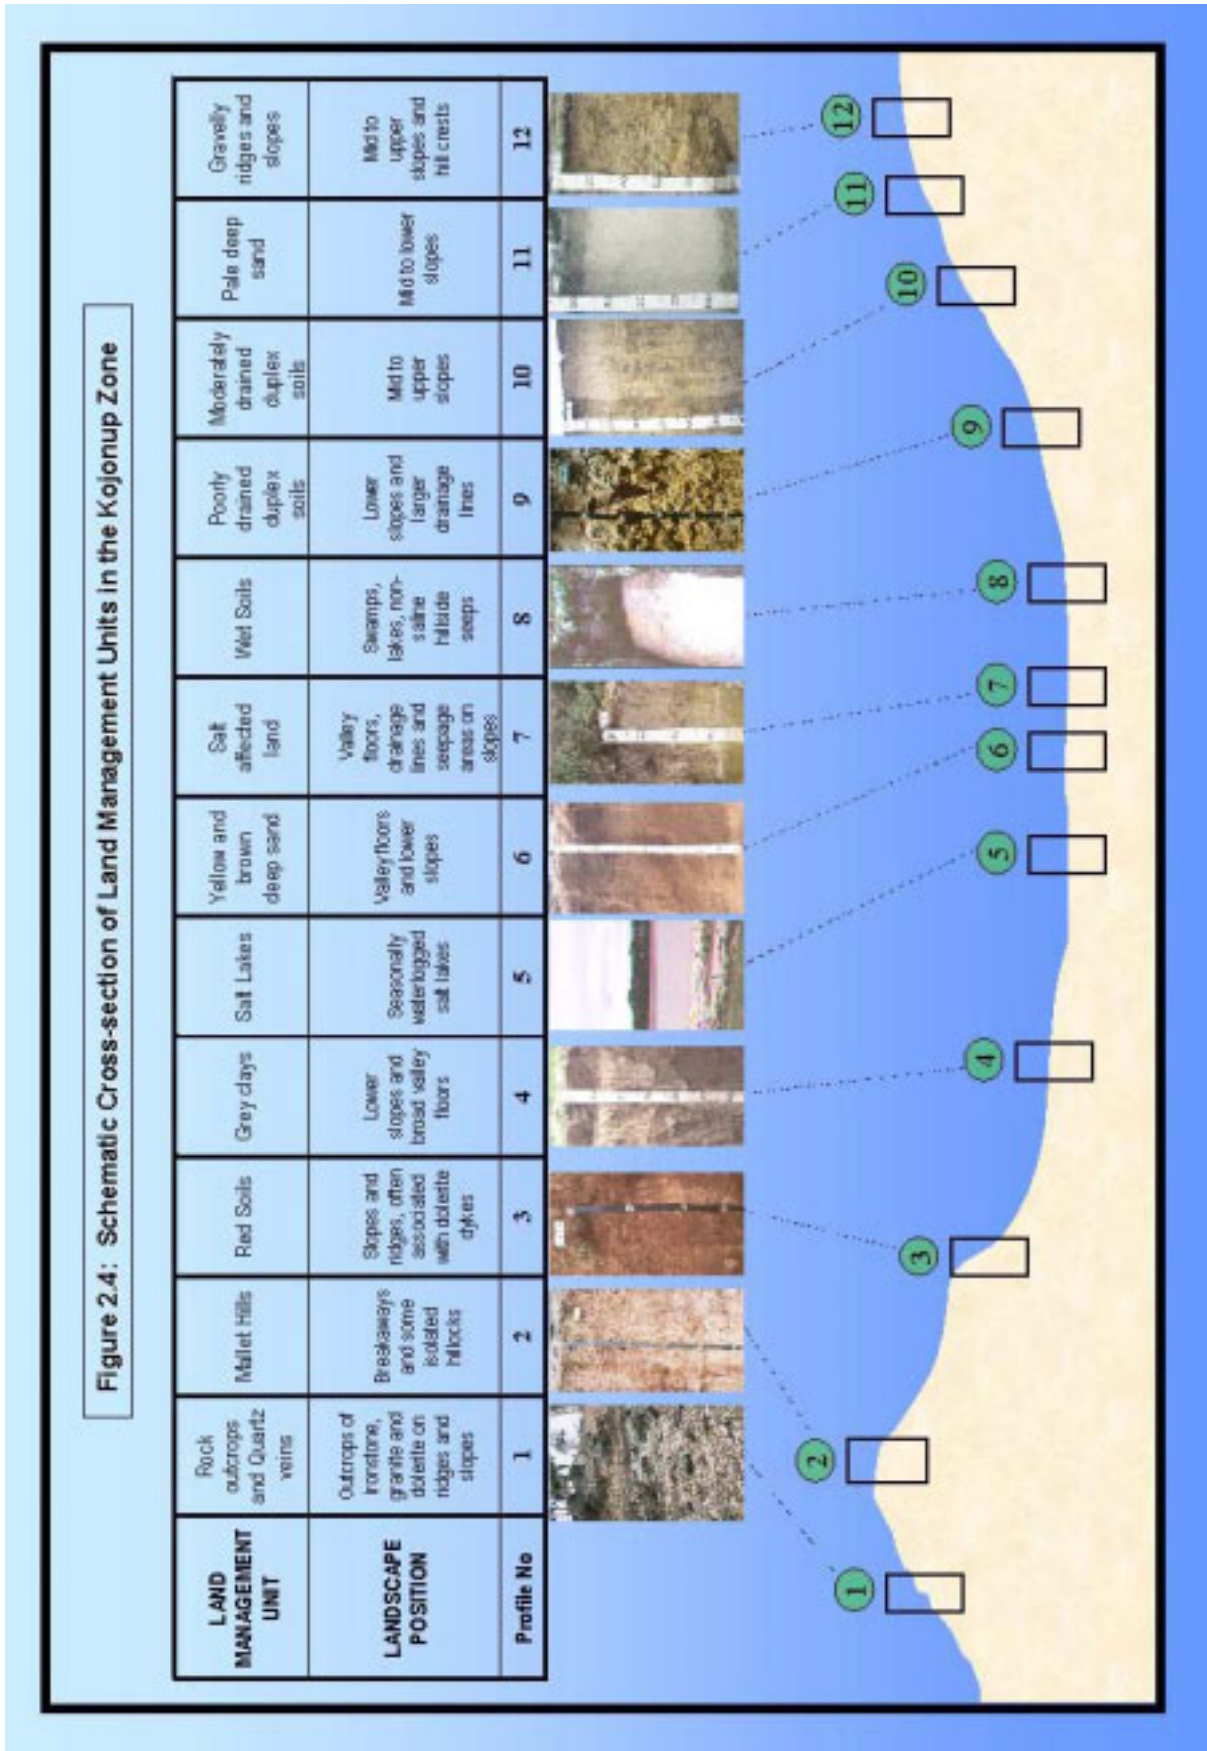 Figure 2.4: Schematic Cross-section of Land Management Units in the Kojonup Zone
LAND
MANAGEMENT
UNIT
Rock
outcrops
and Quartz
veins
Mallet Hills
Red Soils
Grey clays
Salt Lakes
Yellow and
brown
deep sand
Salt
affected
land
Wet Soils
Poorly
drained
duplex
soils
Moderately
drained
duplex
soils
Pale deep
sand
Gravelly
ridges and
slopes
LANDSCAPE
POSITION
Outcrops of
ironstone,
granite and
dolerite on
ridges and
slopes
Breakaways
and some
isolated
hillocks
Slopes and
ridges, often
associated
with dolerite
dykes
Lower
slopes and
broad valley
floors
Seasonally
waterlogged
salt lakes
Valley floors
and lower
slopes
Valley
floors,
drainage
lines and
seepage
areas on
slopes
Swamps,
lakes, non-
saline
hillside
seeps
Lower
slopes and
larger
drainage
lines
Mid to
upper
slopes
Mid to lower
slopes
Mid to
upper
slopes and
hill crests
Profile No
1
2
3
4
5
6
7
8
9
10
11
12
1
2
3
4
5
6
7
8
9
10
11
12